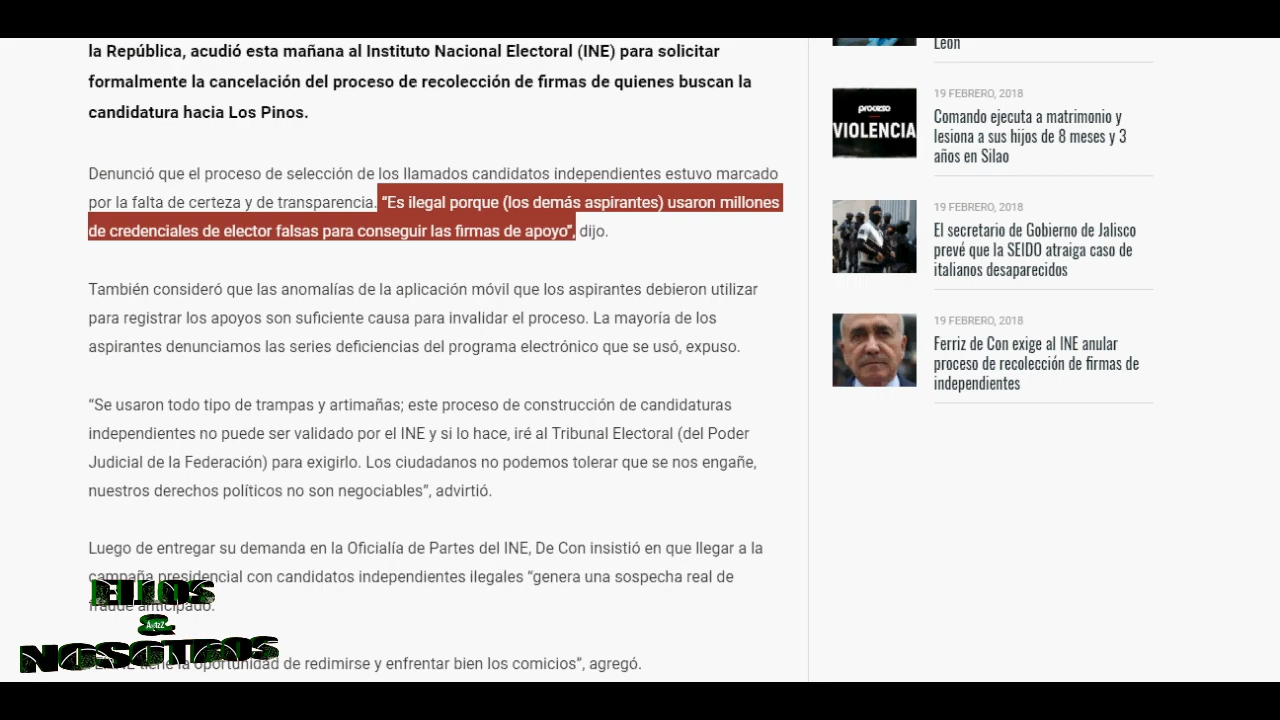 la República, acudió esta mañana al Instituto Nacional Electoral (INE) para solicitar
formalmente la cancelación del proceso de recolección de firmas de quienes buscan la
candidatura hacia Los Pinos.
Denunció que el proceso de selección de los llamados candidatos independientes estuvo marcado
por la falta de certeza y de transparencia. “Es ilegal porque (los demás aspirantes) usaron millones
de credenciales de elector falsas para conseguir las firmas de apoyo”, dijo.
También consideró que las anomalías de la aplicación móvil que los aspirantes debieron utilizar
para registrar los apoyos son suficiente causa para invalidar el proceso. La mayoría de los
aspirantes denunciamos las series deficiencias del programa electrónico que se usó, expuso.
“Se usaron todo tipo de trampas y artimañas; este proceso de construcción de candidaturas
independientes no puede ser validado por el INE y si lo hace, iré al Tribunal Electoral (del Poder
Judicial de la Federación) para exigirlo. Los ciudadanos no podemos tolerar que se nos engañe,
nuestros derechos políticos no son negociables”, advirtió.
Luego de entregar su demanda en la Oficialía de Partes del INE, De Con insistió en que llegar a la
campaña presidencial con candidatos independientes ilegales “genera una sospecha real de
fraude anticipado.
tiene la oportunidad de redimirse y enfrentar bien los comicios”, agregó.
ELLOS
&
NOSOTROS
León
19 FEBRERO, 2018
proceso
VIOLENCIA
Comando ejecuta a matrimonio y
lesiona a sus hijos de 8 meses y 3
años en Silao
19 FEBRERO, 2018
El secretario de Gobierno de Jalisco
prevé que la SEIDO atraiga caso de
italianos desaparecidos
19 FEBRERO, 2018
Ferriz de Con exige al INE anular
proceso de recolección de firmas de
independientes